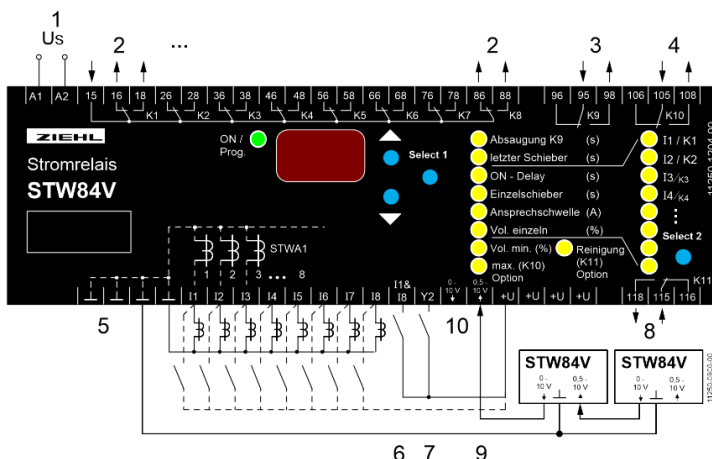 1
Us
2
...
2
3
4
A1 A2 15 16 18 26 28 36 38 46 48 56 58 66 68 76 78 86 88 96 95 98 106 105 108
K1 K2 K3 K4 K5 K6 K7 K8 K9 K10
ZIEHL
Stromrelais
STW84V
ON /
Prog.
Select 1
Absaugung K9 (s)
letzter Schieber (s)
ON - Delay (s)
Einzelschieber (s)
Ansprechschwelle (A)
Vol. einzeln (%)
Vol. min. (%)
max. (K10)
Option
Reinigung
(K11)
Option
I1 / K1
I2 / K2
I3/K3
I4/K4
Select 2
K11
STWA1
1 2 3 ... 8
5
I1 I2 I3 I4 I5 I6 I7 I8
I1&
I8
Y2
0 -
10 V
0,5 -
10 V
+U +U +U +U
118 115 116
10
8
STW84V
0 -
10 V
0,5 -
10 V
STW84V
0 -
10 V
0,5 -
10 V
6 7 9
11250-0900-00